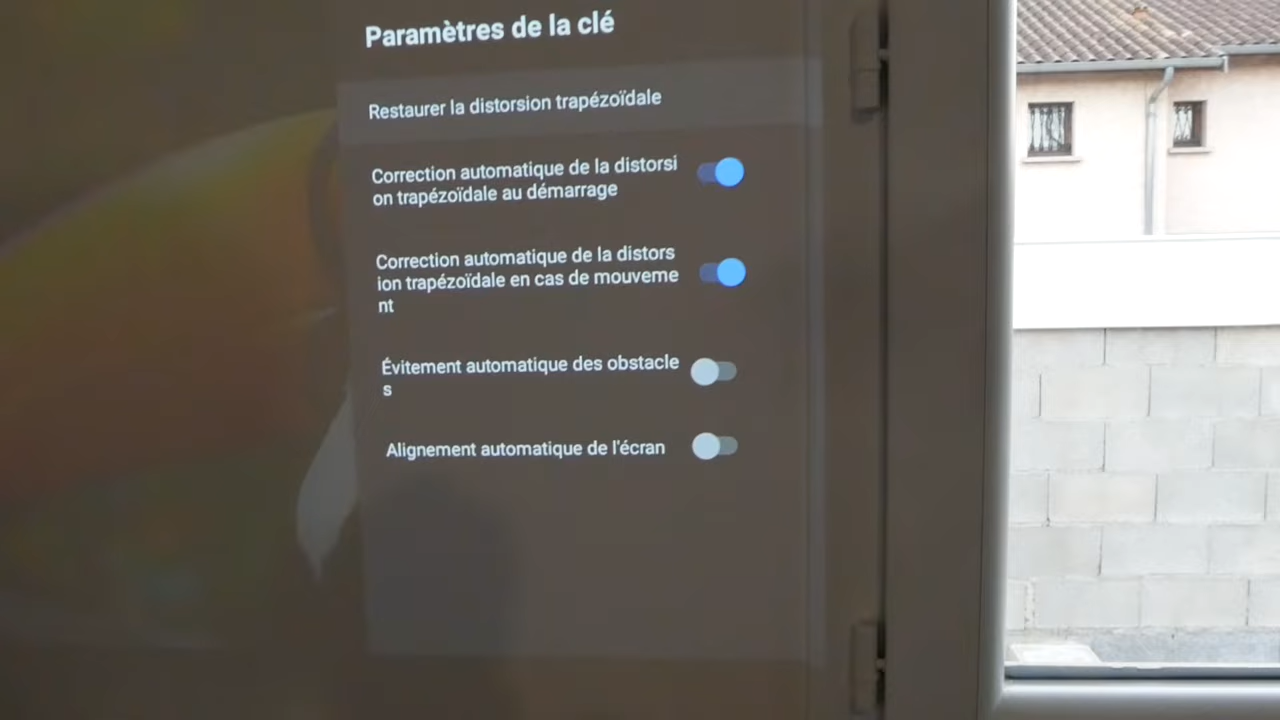 Paramètres de la clé
Restaurer la distorsion trapézoïdale
Correction automatique de la distorsi
on trapézoïdale au démarrage
Correction automatique de la distors
ion trapézoïdale en cas de mouveme
nt
Évitement automatique des obstacle
s
Alignement automatique de l'écran